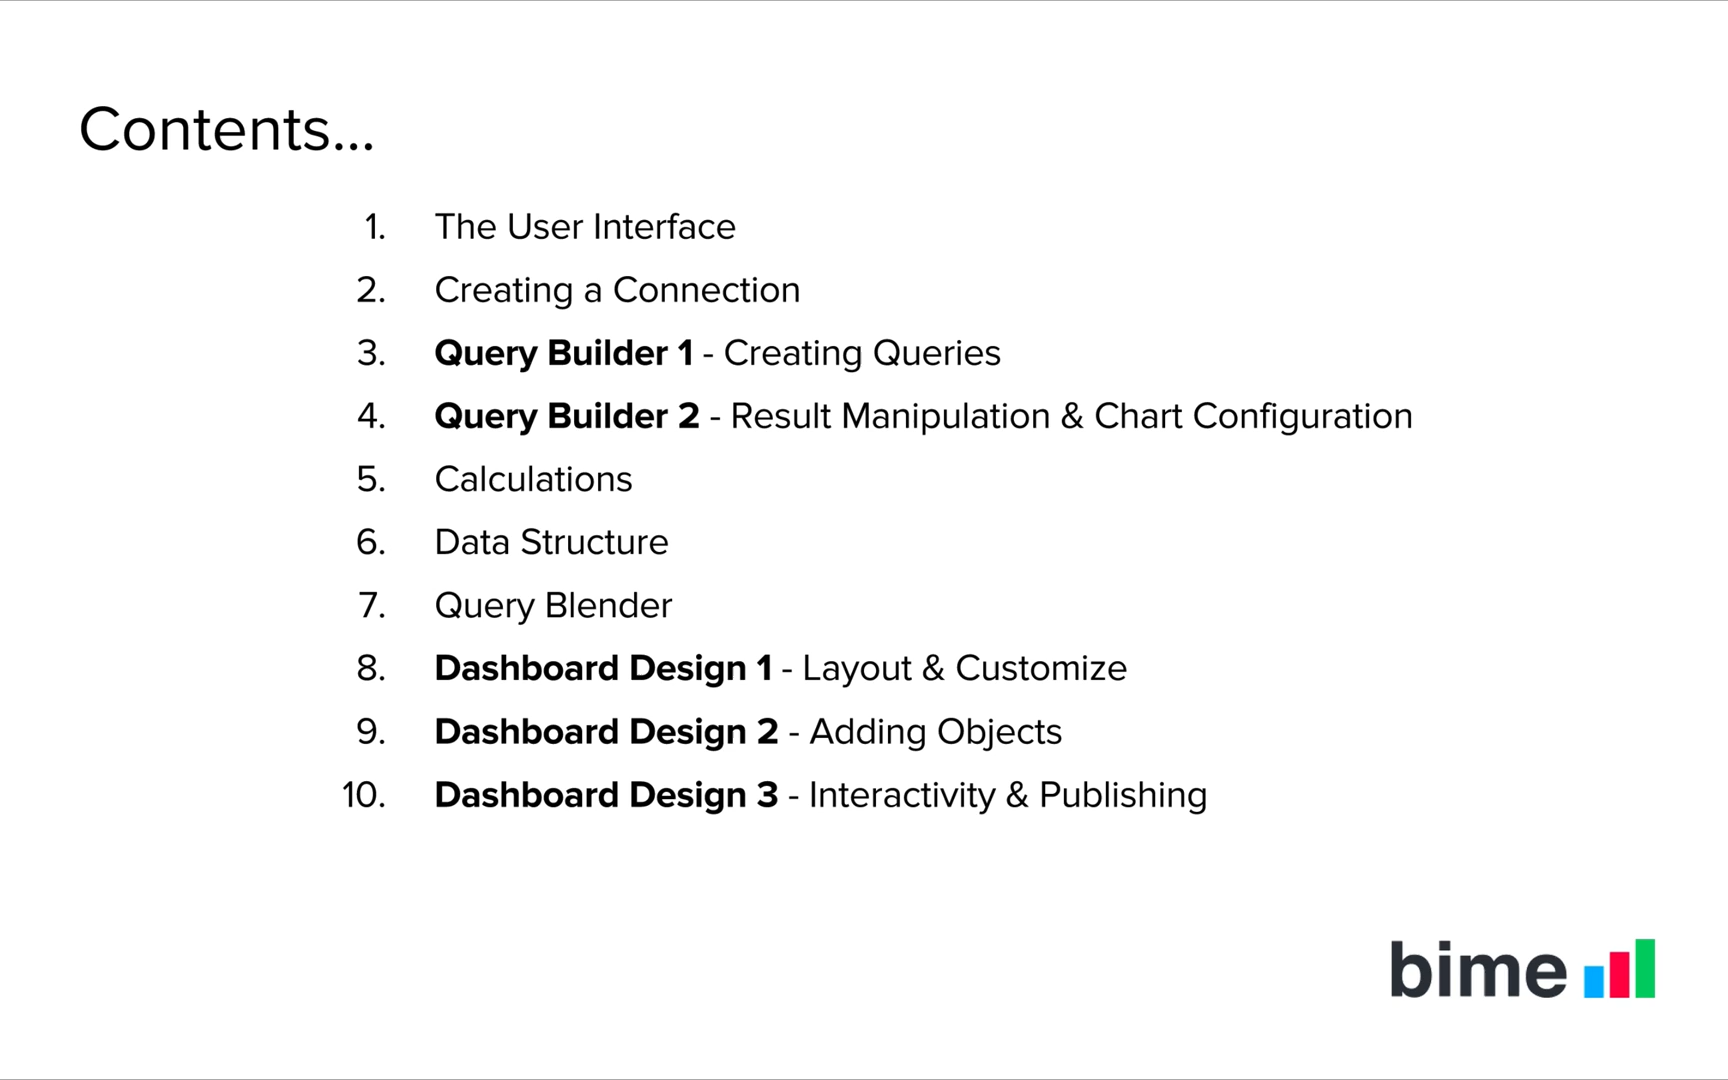 Contents...
1. The User Interface
2. Creating a Connection
3. Query Builder 1 - Creating Queries
4. Query Builder 2 - Result Manipulation & Chart Configuration
5. Calculations
6. Data Structure
7. Query Blender
8. Dashboard Design 1 - Layout & Customize
9. Dashboard Design 2 - Adding Objects
10. Dashboard Design 3 - Interactivity & Publishing
bime